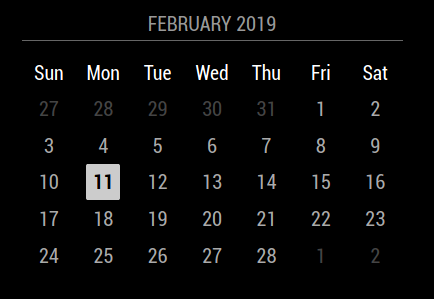 FEBRUARY 2019
Sun Mon Tue Wed Thu Fri Sat
27 28 29 30 31 1 2
3 4 5 6 7 8 9
10 11 12 13 14 15 16
17 18 19 20 21 22 23
24 25 26 27 28 1 2